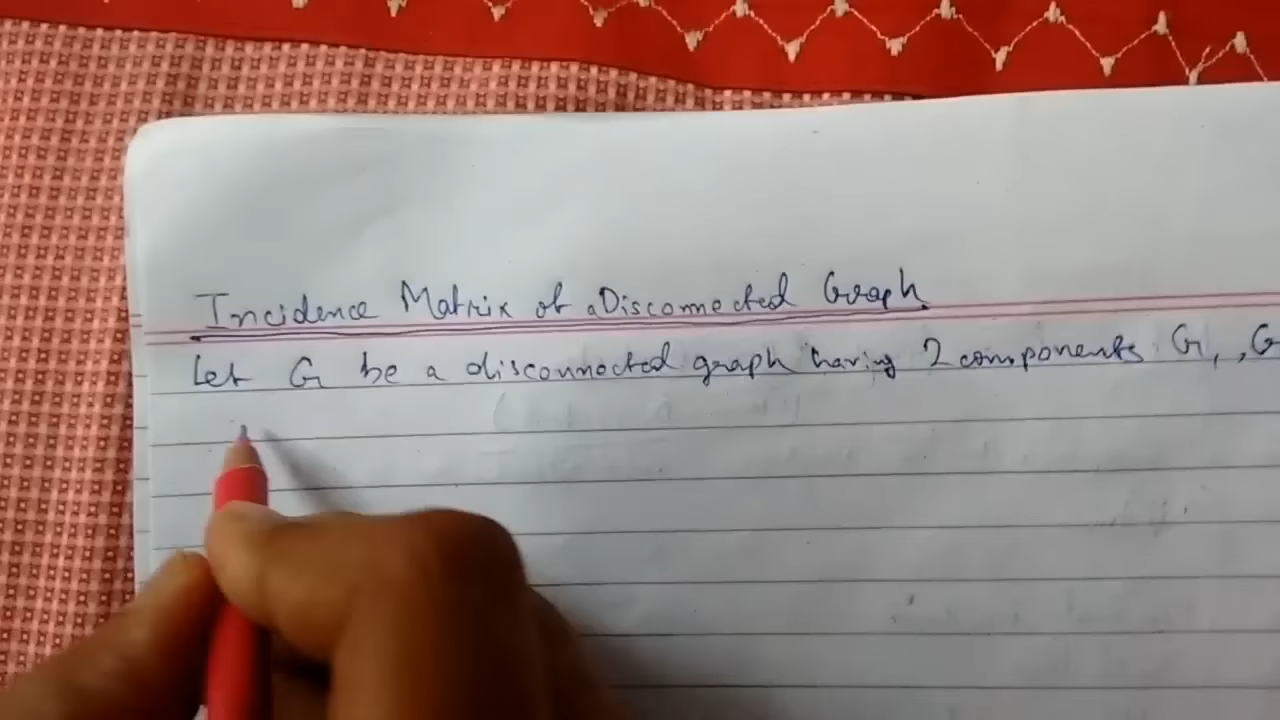 Incidence Matrix of a Disconnected Graph
Let G be a disconnected graph having 2 components G1, G